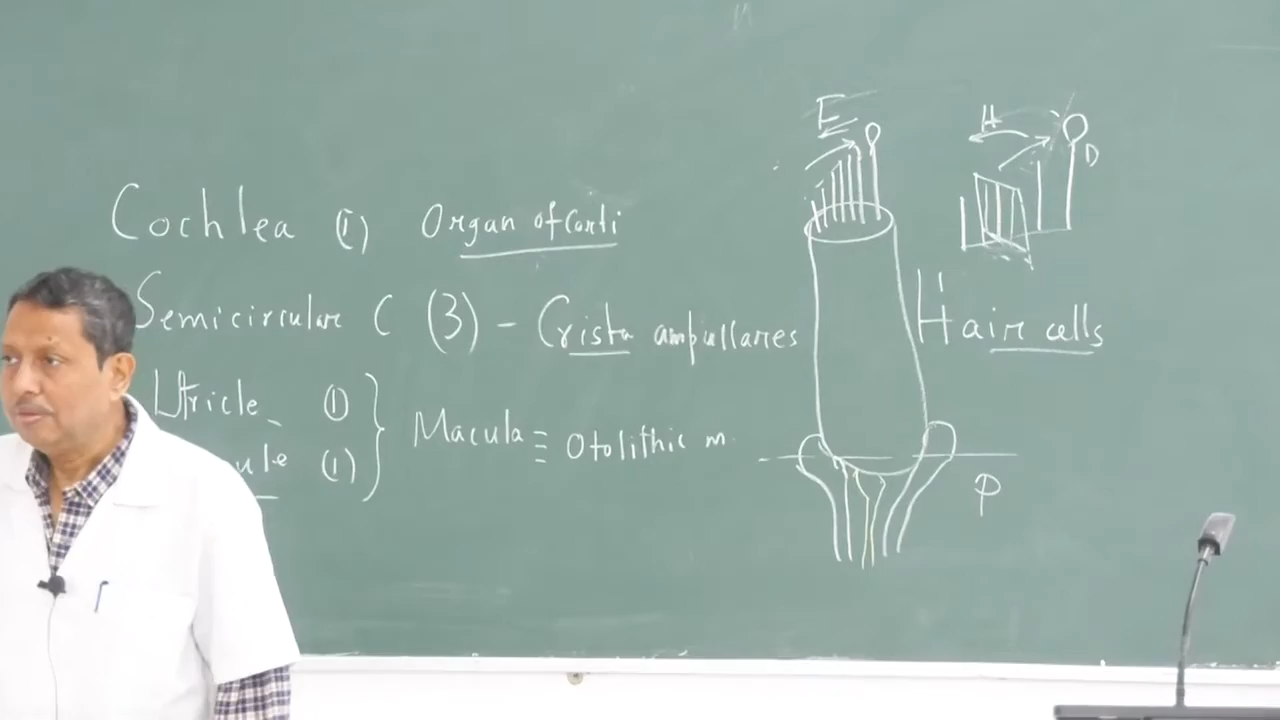 Cochlea (1) Organ of Corti
Semicircular C (3) - Crista ampullares
Utricle 1
ule (1)
Macula ≡ Otolithic m.
E
H
D
Hair cells
P